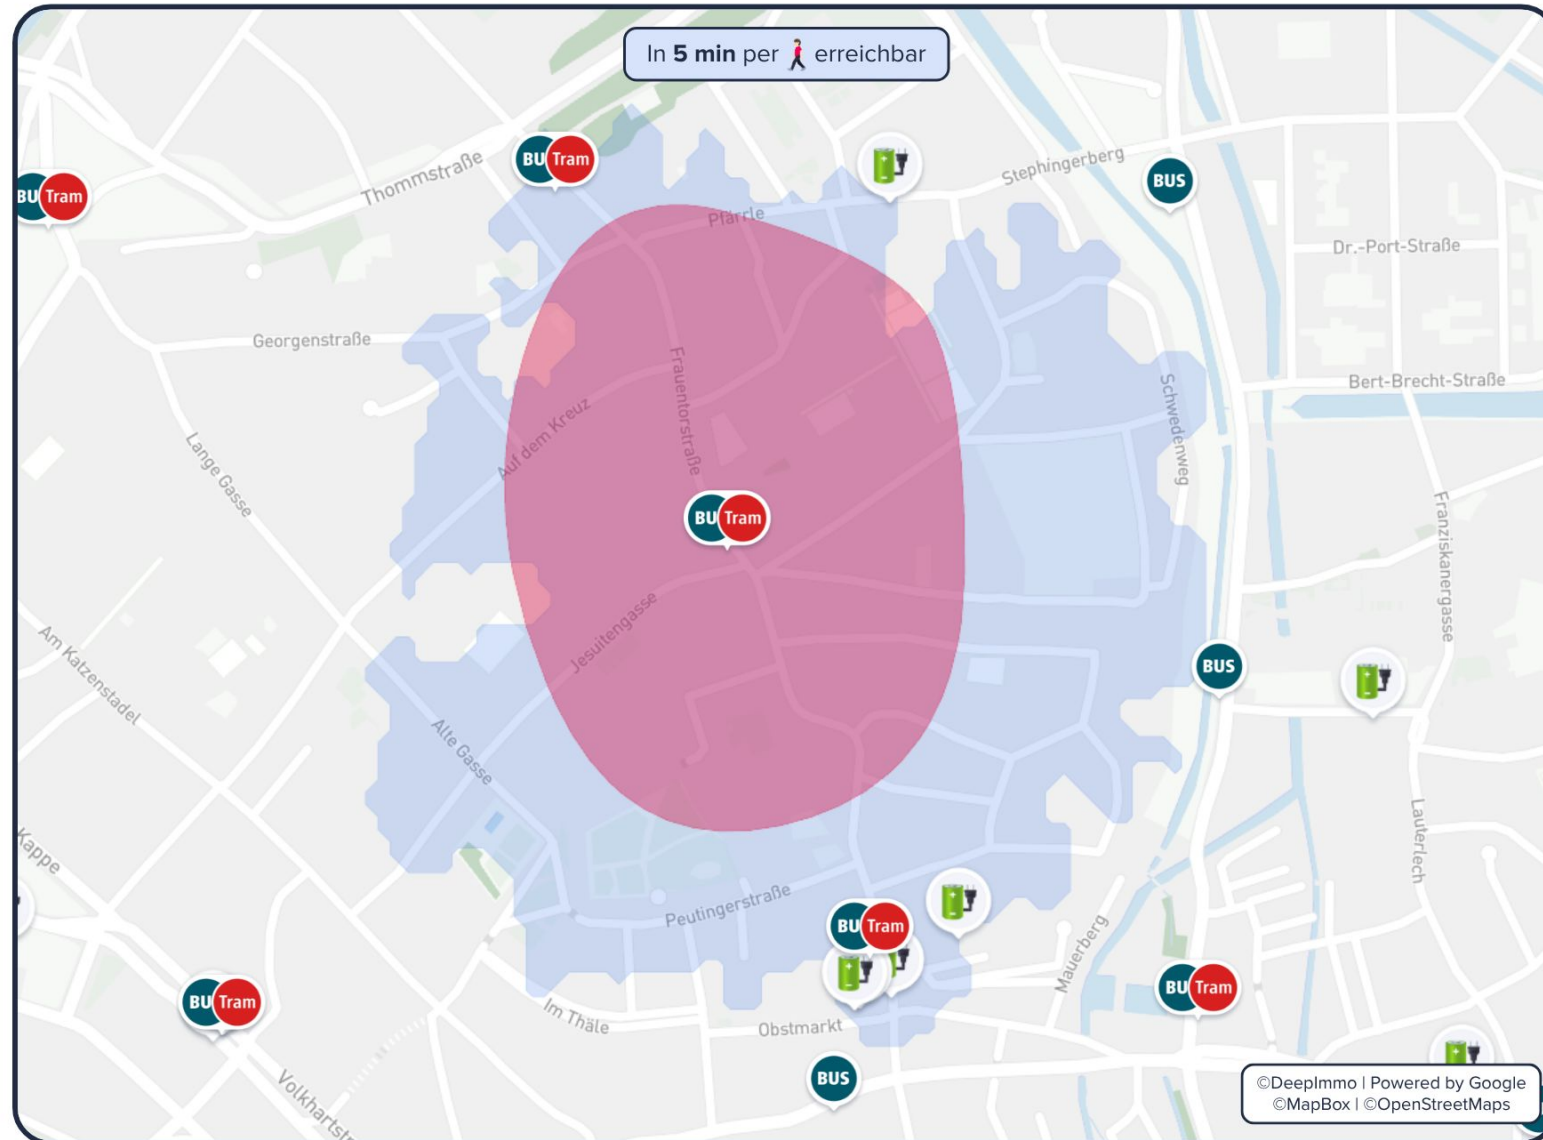 In 5 min per erreichbar
BU Tram
Thommstraße
Stephingerberg
BUS
BU Tram
Pfärrle
Dr.-Port-Straße
Georgenstraße
Frauentorstraße
Bert-Brecht-Straße
Schwedenweg
Auf dem Kreuz
Lange Gasse
BU Tram
Franziskanergasse
Jesuitengasse
Am Katzenstadel
BUS
Alte Gasse
Kappe
Lauterlech
Peutingerstraße
BU Tram
Mauerberg
BU Tram
BU Tram
Im Thäle
Obstmarkt
BUS
Volkhartstr
©DeepImmo | Powered by Google
©MapBox | ©OpenStreetMaps